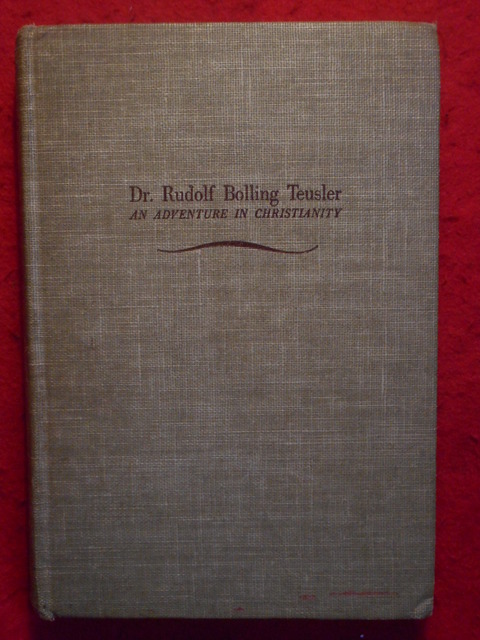 Dr. Rudolf Bolling Teusler
AN ADVENTURE IN CHRISTIANITY